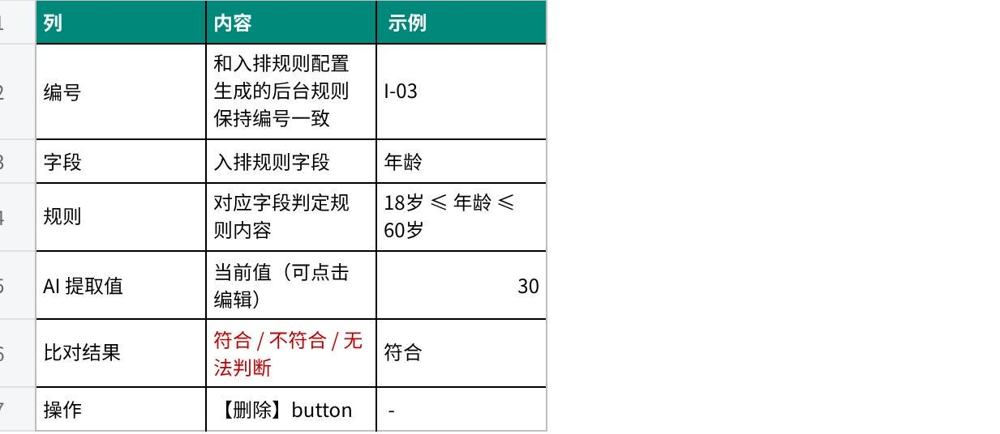 列 内容 示例
编号 和入排规则配置生成的后台规则保持编号一致 I-03
字段 入排规则字段 年龄
规则 对应字段判定规则内容 18岁 ≤ 年龄 ≤ 60岁
AI 提取值 当前值（可点击编辑） 30
比对结果 符合 / 不符合 / 无法判断 符合
操作 【删除】button -